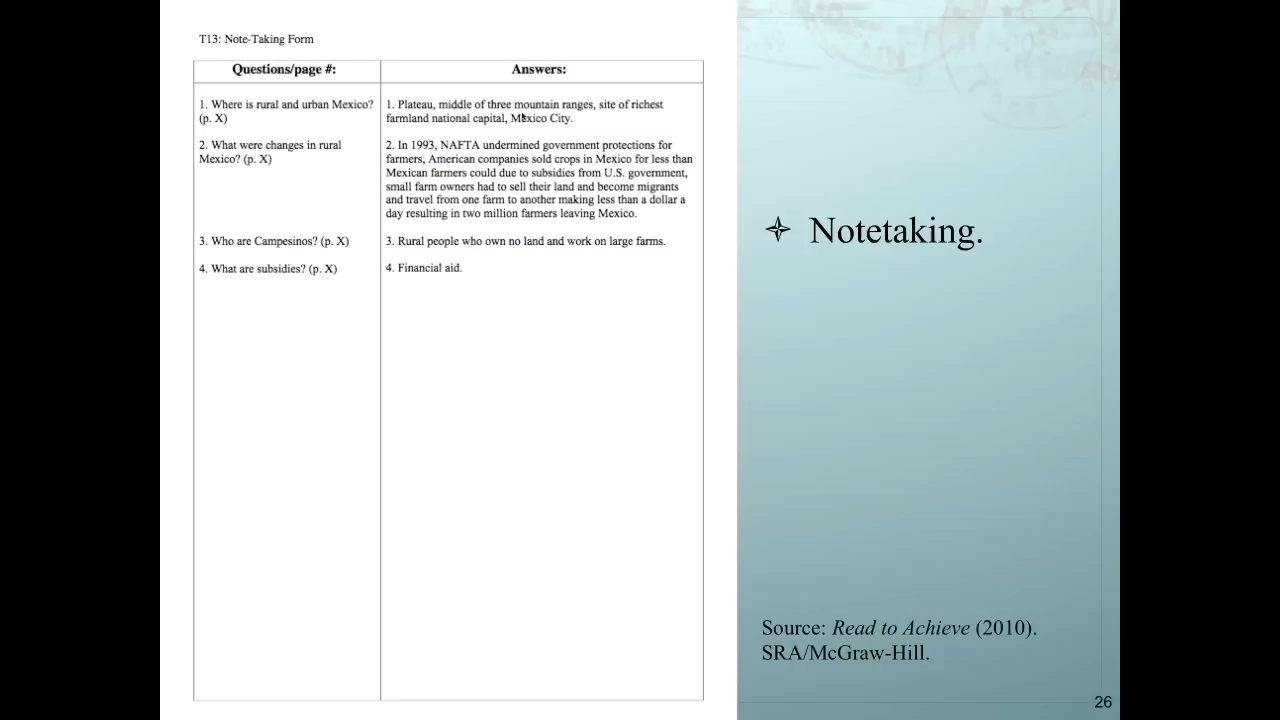 T13: Note-Taking Form
Questions/page #:
Answers:
1. Where is rural and urban Mexico?
(p. X)
1. Plateau, middle of three mountain ranges, site of richest
farmland national capital, Mexico City.
2. What were changes in rural
Mexico? (p. X)
2. In 1993, NAFTA undermined government protections for
farmers, American companies sold crops in Mexico for less than
Mexican farmers could due to subsidies from U.S. government,
small farm owners had to sell their land and become migrants
and travel from one farm to another making less than a dollar a
day resulting in two million farmers leaving Mexico.
3. Who are Campesinos? (p. X)
3. Rural people who own no land and work on large farms.
4. What are subsidies? (p. X)
4. Financial aid.
Notetaking.
Source: Read to Achieve (2010).
SRA/McGraw-Hill.
26